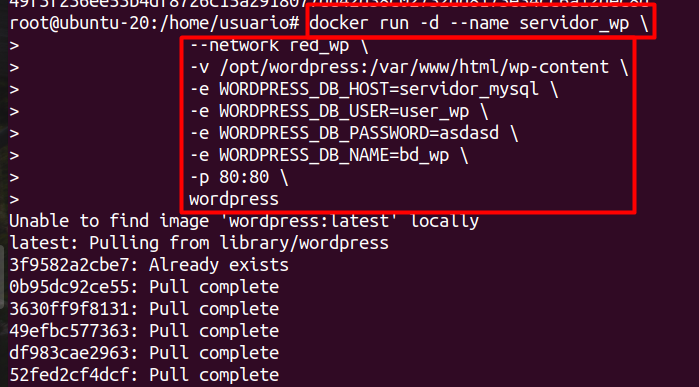 root@ubuntu-20:/home/usuario# docker run -d --name servidor_wp \
> --network red_wp \
> -v /opt/wordpress:/var/www/html/wp-content \
> -e WORDPRESS_DB_HOST=servidor_mysql \
> -e WORDPRESS_DB_USER=user_wp \
> -e WORDPRESS_DB_PASSWORD=asdasd \
> -e WORDPRESS_DB_NAME=bd_wp \
> -p 80:80 \
> wordpress
Unable to find image 'wordpress:latest' locally
latest: Pulling from library/wordpress
3f9582a2cbe7: Already exists
0b95dc92ce55: Pull complete
3630ff9f8131: Pull complete
49efbc577363: Pull complete
df983cae2963: Pull complete
52fed2cf4dcf: Pull complete